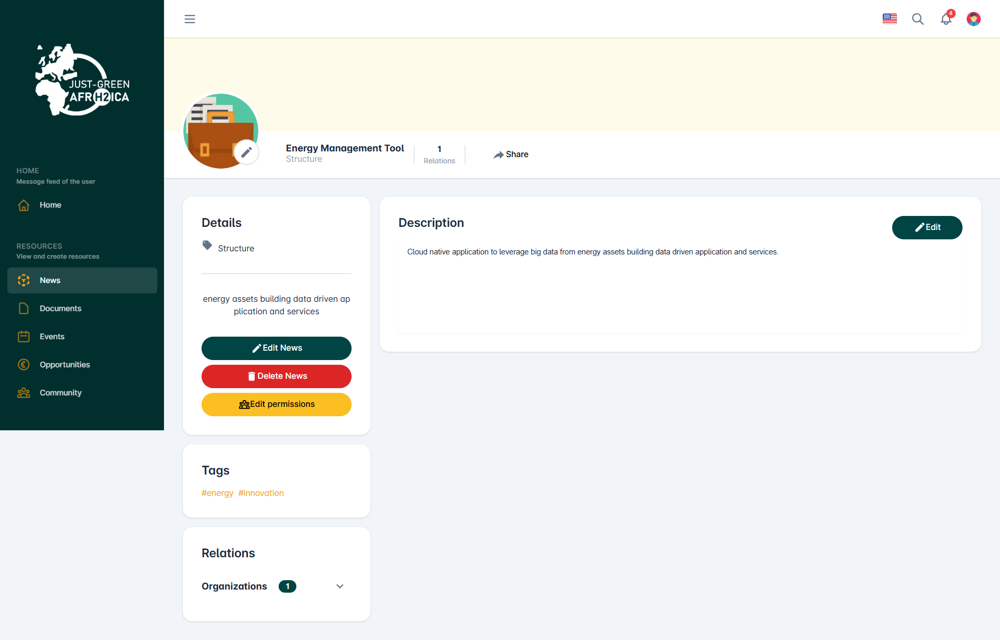 JUST-GREEN
AFRH2ICA
HOME
Message feed of the user
Home
RESOURCES
View and create resources
News
Documents
Events
Opportunities
Community
4
Energy Management Tool
Structure
1
Relations
Share
Details
Structure
energy assets building data driven ap
plication and services
Edit News
Delete News
Edit permissions
Tags
#energy #innovation
Relations
Organizations 1
Description
Edit
Cloud native application to leverage big data from energy assets building data driven application and services.